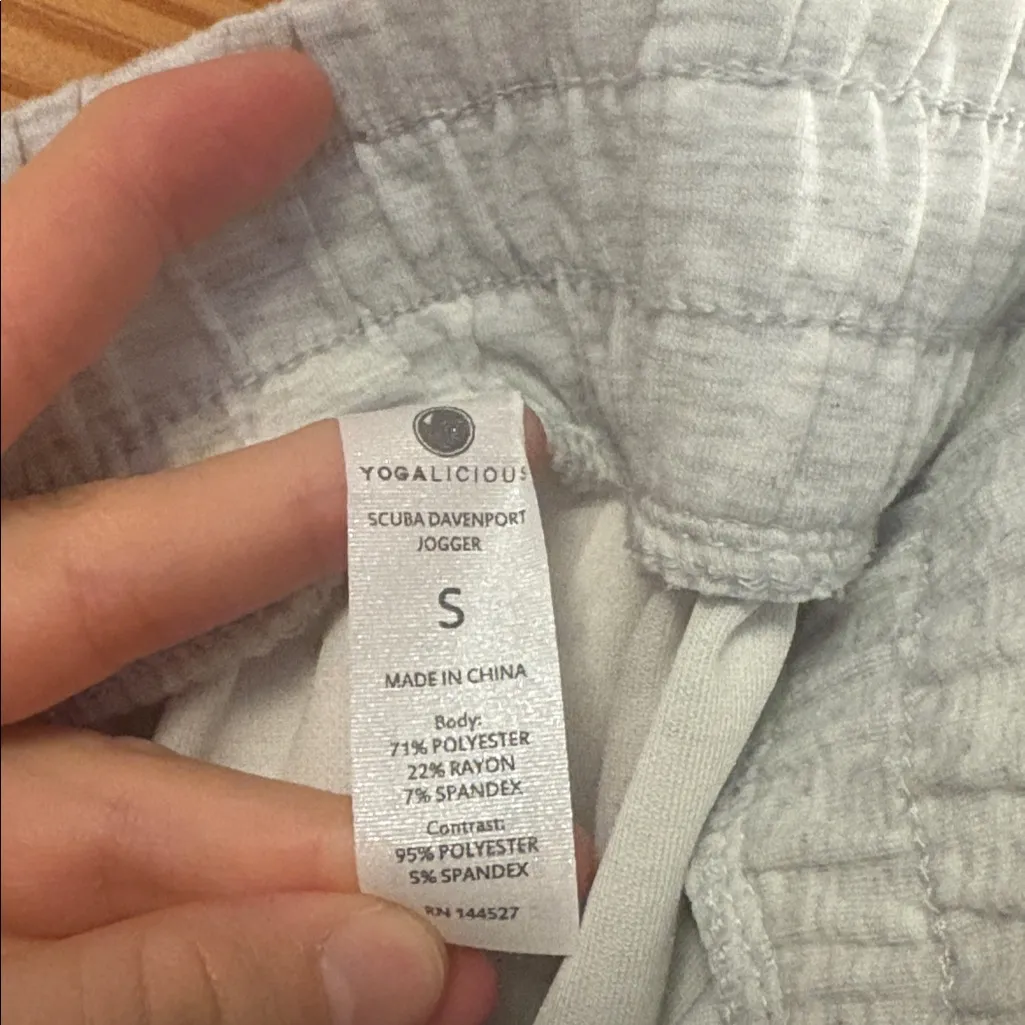 YOGALICIOUS
SCUBA DAVENPORT
JOGGER
S
MADE IN CHINA
Body:
71% POLYESTER
22% RAYON
7% SPANDEX
Contrast:
95% POLYESTER
5% SPANDEX
RN 144527